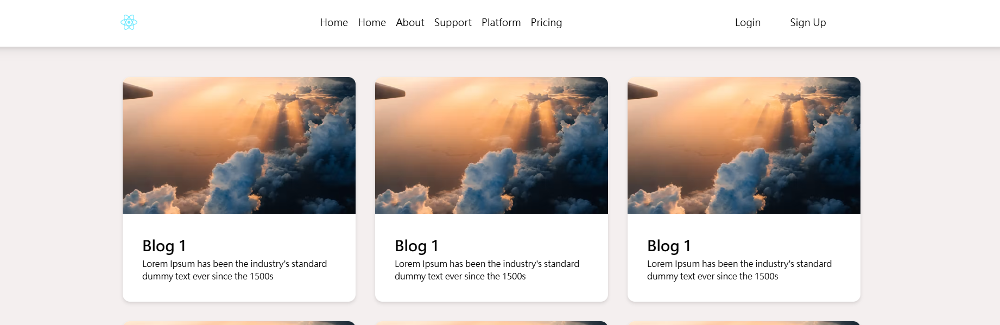 Home Home About Support Platform Pricing Login Sign Up
Blog 1
Lorem Ipsum has been the industry's standard
dummy text ever since the 1500s
Blog 1
Lorem Ipsum has been the industry's standard
dummy text ever since the 1500s
Blog 1
Lorem Ipsum has been the industry's standard
dummy text ever since the 1500s